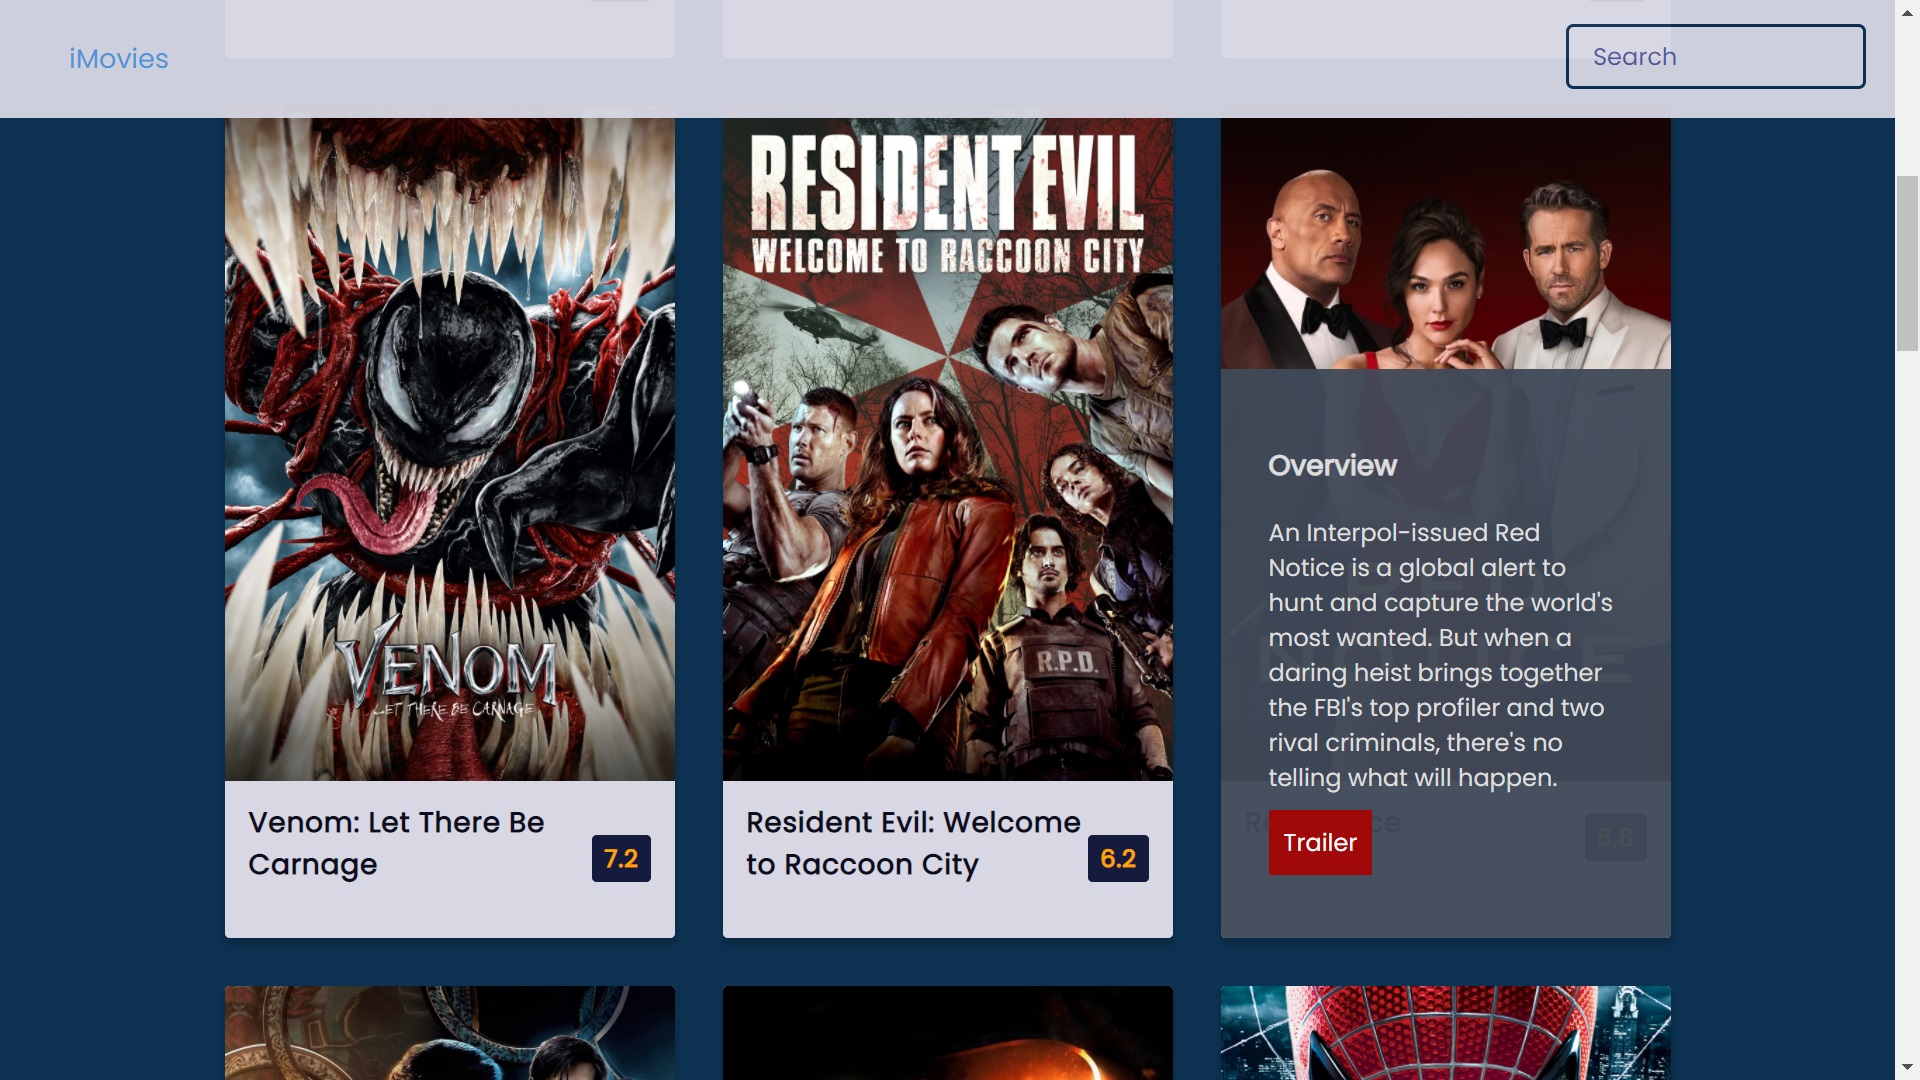 iMovies
Search
VENOM
LET THERE BE CARNAGE
Venom: Let There Be
Carnage
7.2
RESIDENT EVIL
WELCOME TO RACCOON CITY
R.P.D.
Resident Evil: Welcome
to Raccoon City
6.2
Overview
An Interpol-issued Red
Notice is a global alert to
hunt and capture the world's
most wanted. But when a
daring heist brings together
the FBI's top profiler and two
rival criminals, there's no
telling what will happen.
Trailer
6.8